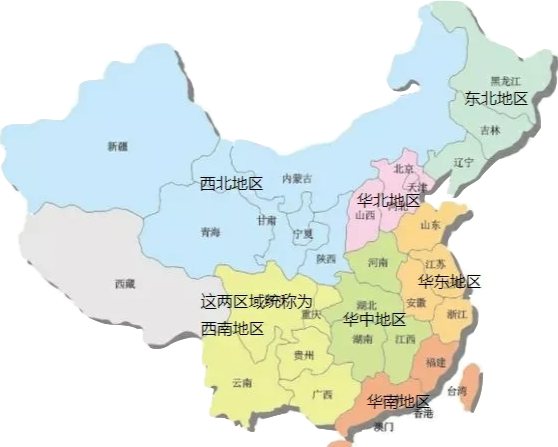 黑龙江
东北地区
吉林
新疆
辽宁
北京
西北地区
内蒙古
天津
华北地区
山西
甘肃
山东
青海
宁夏
陕西
河南
江苏
西藏
华东地区
这两区域统称为
湖北
安徽
重庆
华中地区
浙江
西南地区
湖南
江西
贵州
福建
云南
广西
台湾
华南地区
香港
澳门